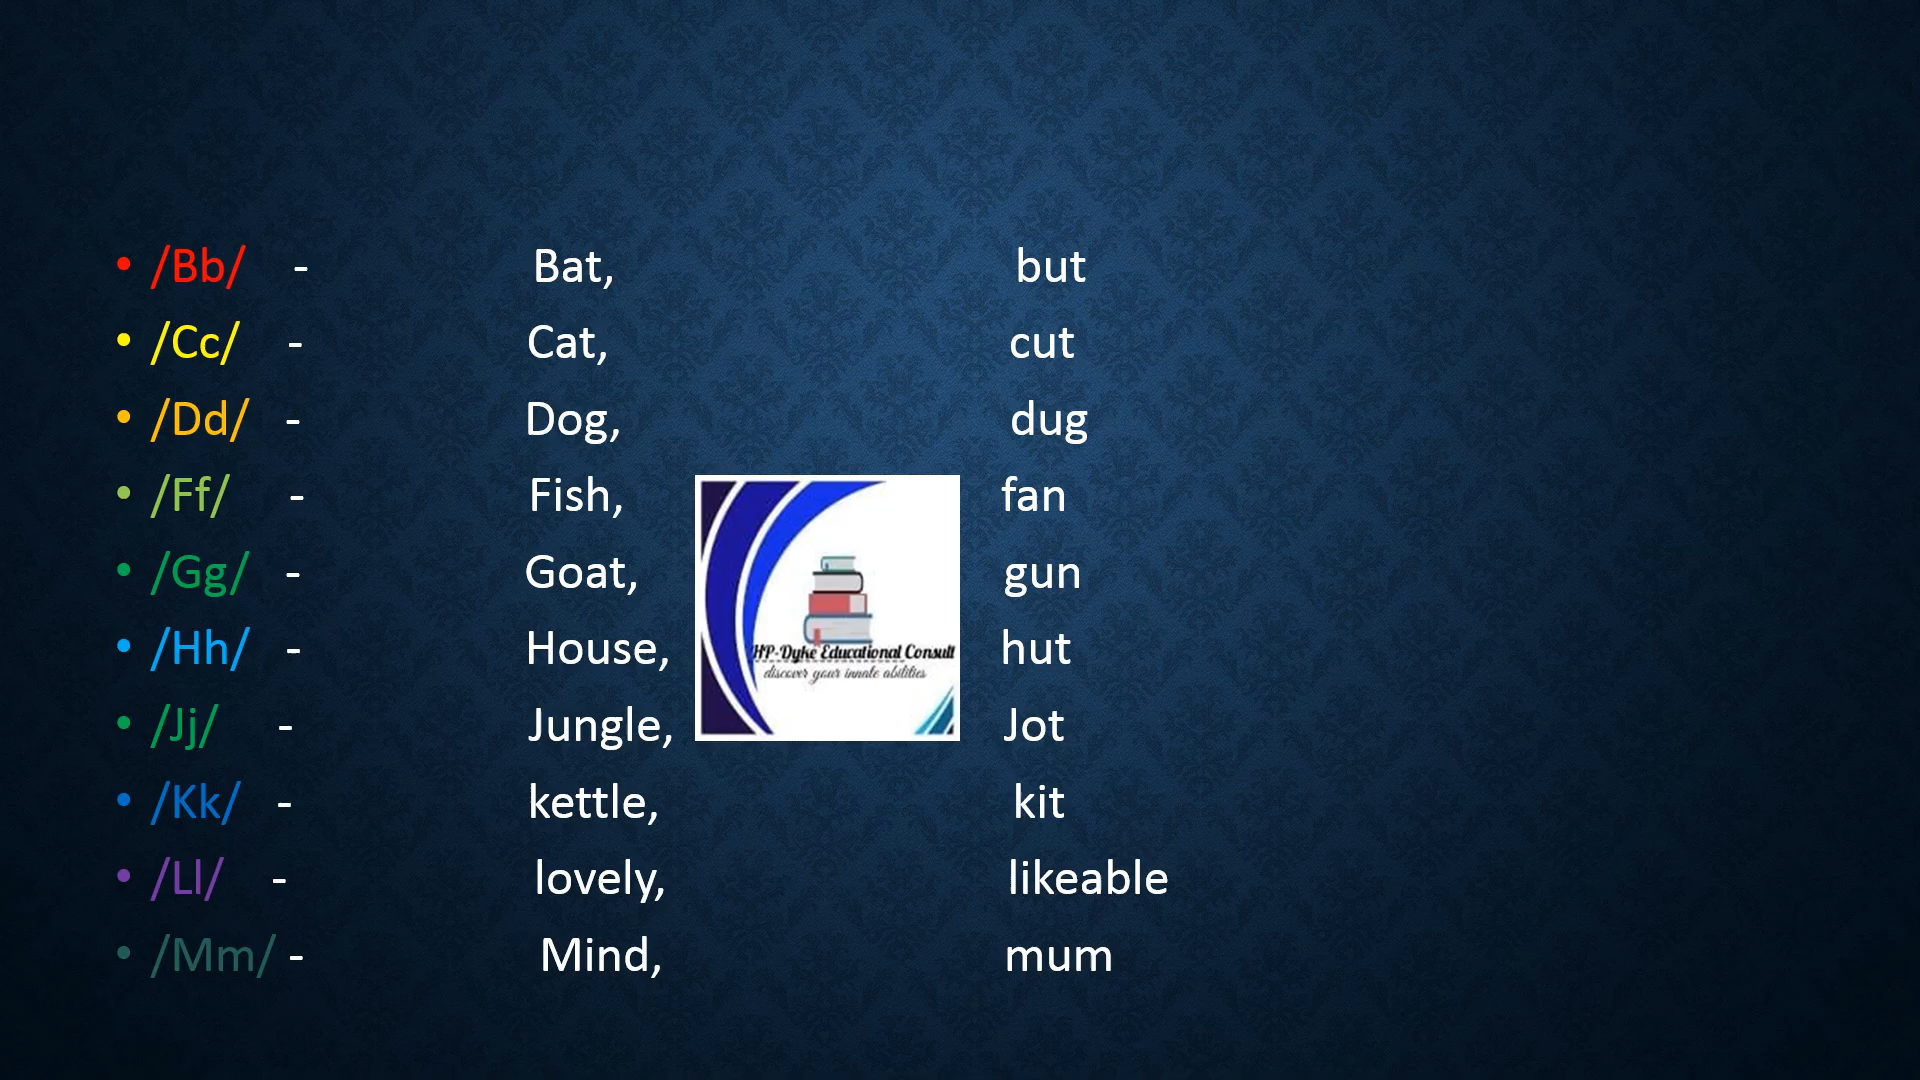 • /Bb/ - Bat, but
• /Cc/ - Cat, cut
• /Dd/ - Dog, dug
• /Ff/ - Fish, fan
• /Gg/ - Goat, gun
• /Hh/ - House, hut
• /Jj/ - Jungle, Jot
• /Kk/ - kettle, kit
• /Ll/ - lovely, likeable
• /Mm/ - Mind, mum
HP-Dyke Educational Consult
discover your innate abilities